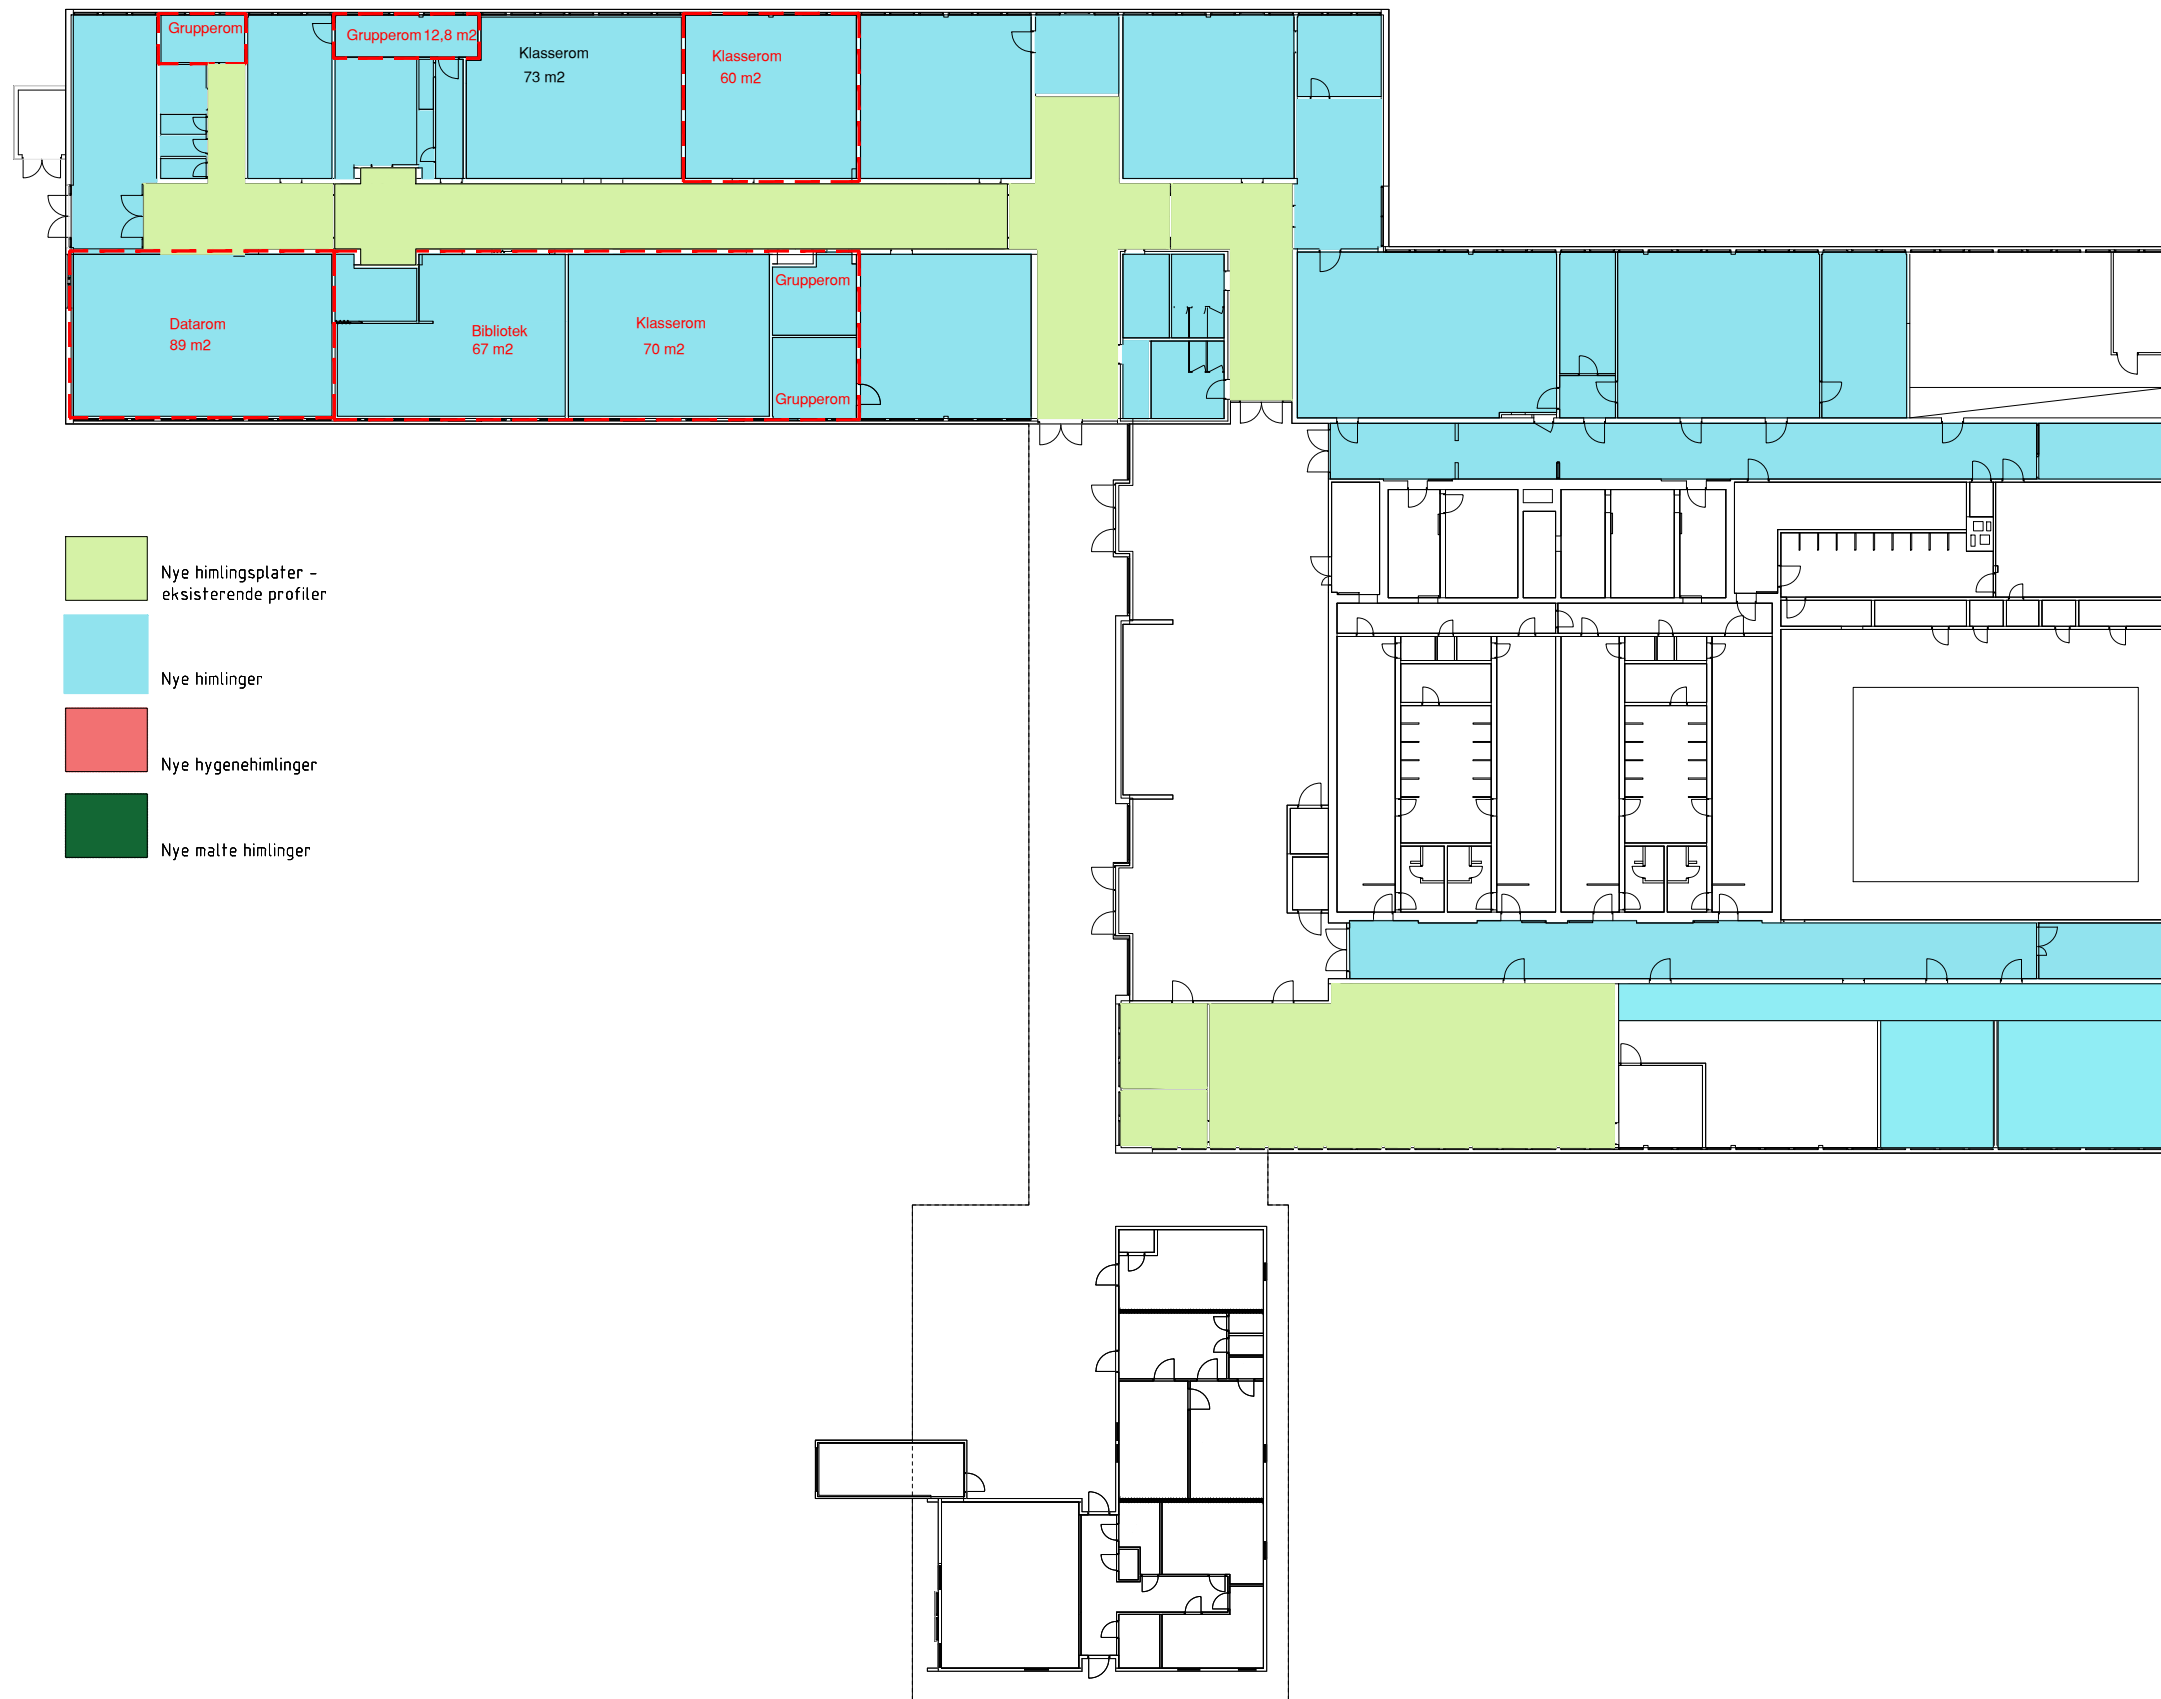 Grupperom
Grupperom 12,8 m2
Klasserom
73 m2
Klasserom
60 m2
Datarom
89 m2
Bibliotek
67 m2
Klasserom
70 m2
Grupperom
Grupperom
Nye himlingsplater -
eksisterende profiler
Nye himlinger
Nye hygenehimlinger
Nye malte himlinger